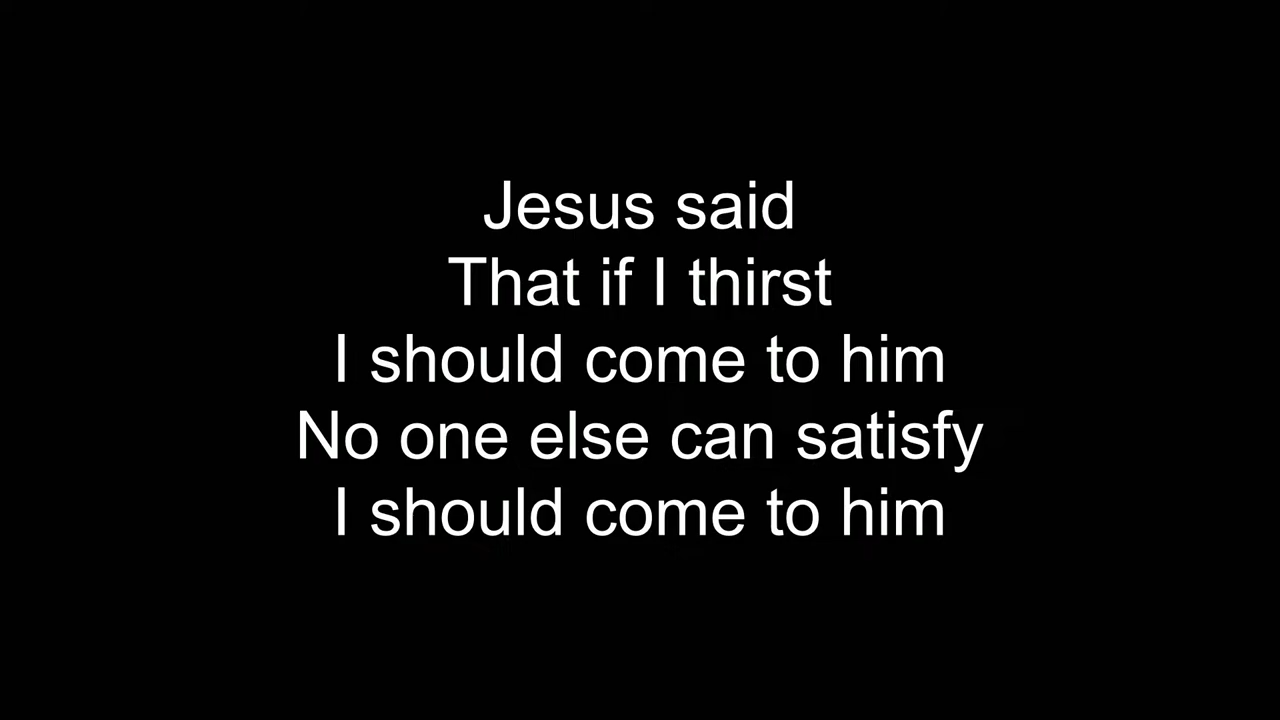 Jesus said
That if I thirst
I should come to him
No one else can satisfy
I should come to him